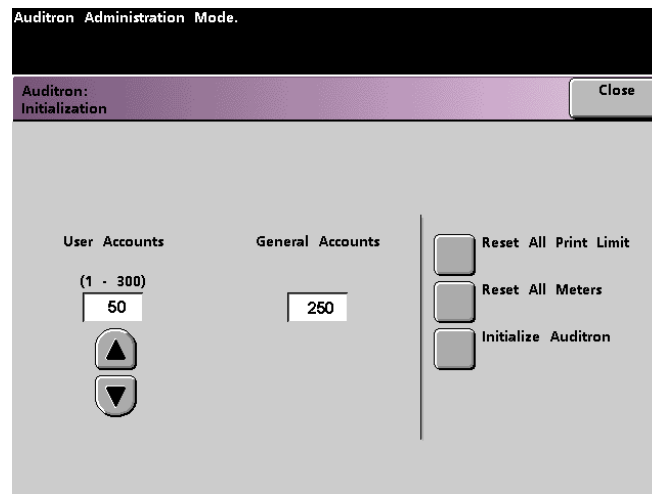 Auditron Administration Mode.
Auditron:
Initialization
Close
User Accounts
(1 - 300)
50
General Accounts
250
Reset All Print Limit
Reset All Meters
Initialize Auditron